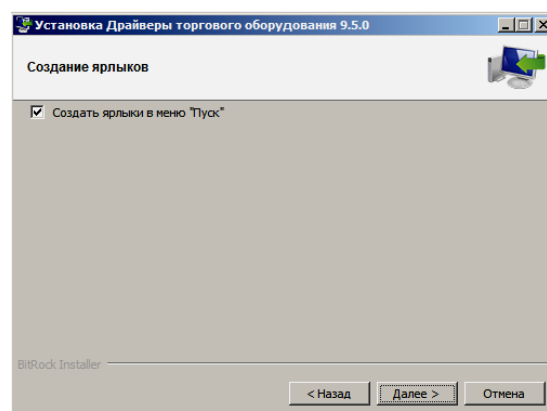 Установка Драйверы торгового оборудования 9.5.0
Создание ярлыков
Создать ярлыки в меню "Пуск"
BitRock Installer
< Назад
Далее >
Отмена